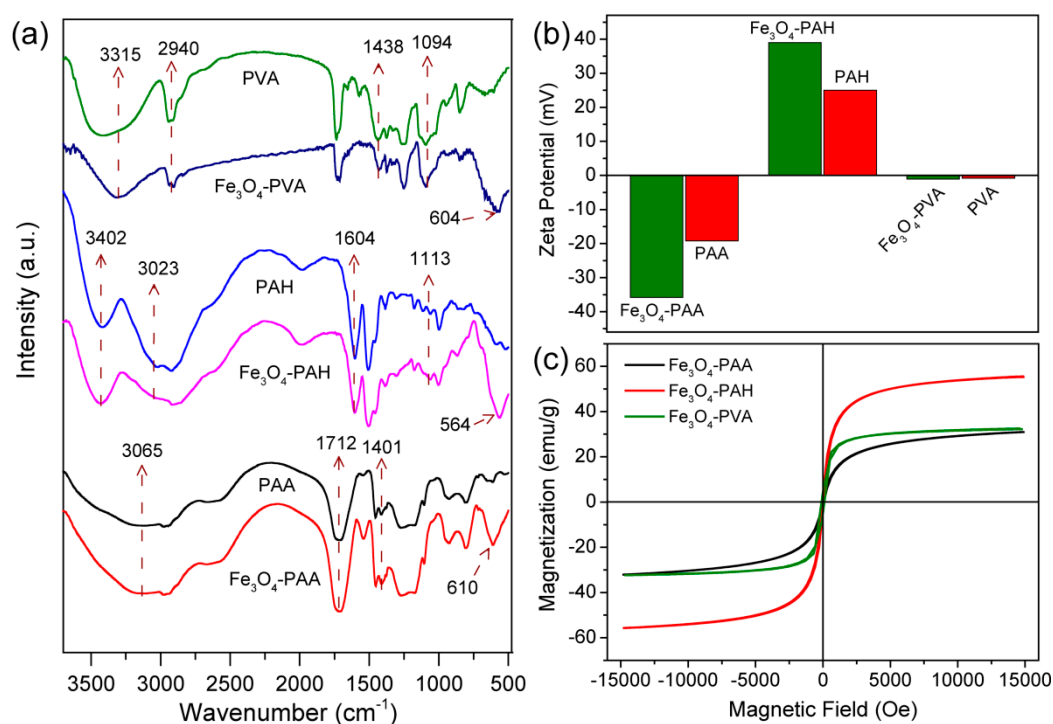 (a)
3315
2940
1438
1094
PVA
Fe₃O₄-PVA
604
3402
3023
1604
1113
PAH
Fe₃O₄-PAH
564
3065
1712
1401
PAA
Fe₃O₄-PAA
610
Intensity (a.u.)
3500 3000 2500 2000 1500 1000 500
Wavenumber (cm⁻¹)
(b)
Fe₃O₄-PAH
PAH
Fe₃O₄-PVA
PVA
PAA
Fe₃O₄-PAA
40
30
20
10
0
-10
-20
-30
-40
Zeta Potential (mV)
(c)
Fe₃O₄-PAA
Fe₃O₄-PAH
Fe₃O₄-PVA
60
40
20
0
-20
-40
-60
Magnetization (emu/g)
-15000 -10000 -5000 0 5000 10000 15000
Magnetic Field (Oe)